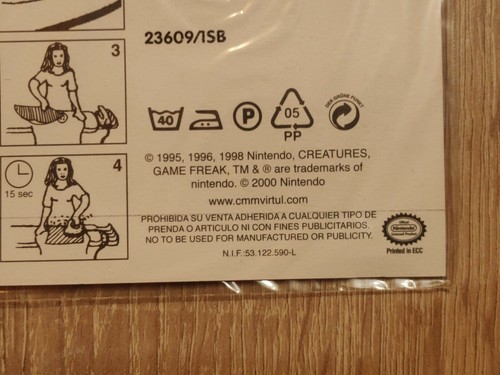 23609/1SB
3
4
15 sec
40
P
05
PP
DER GRÜNE PUNKT
© 1995, 1996, 1998 Nintendo, CREATURES,
GAME FREAK, TM & ® are trademarks of
nintendo. © 2000 Nintendo
www.cmmvirtul.com
PROHIBIDA SU VENTA ADHERIDA A CUALQUIER TIPO DE
PRENDA O ARTICULO NI CON FINES PUBLICITARIOS.
NO TO BE USED FOR MANUFACTURED OR PUBLICITY.
N.I.F.:53.122.590-L
Nintendo
Printed in ECC